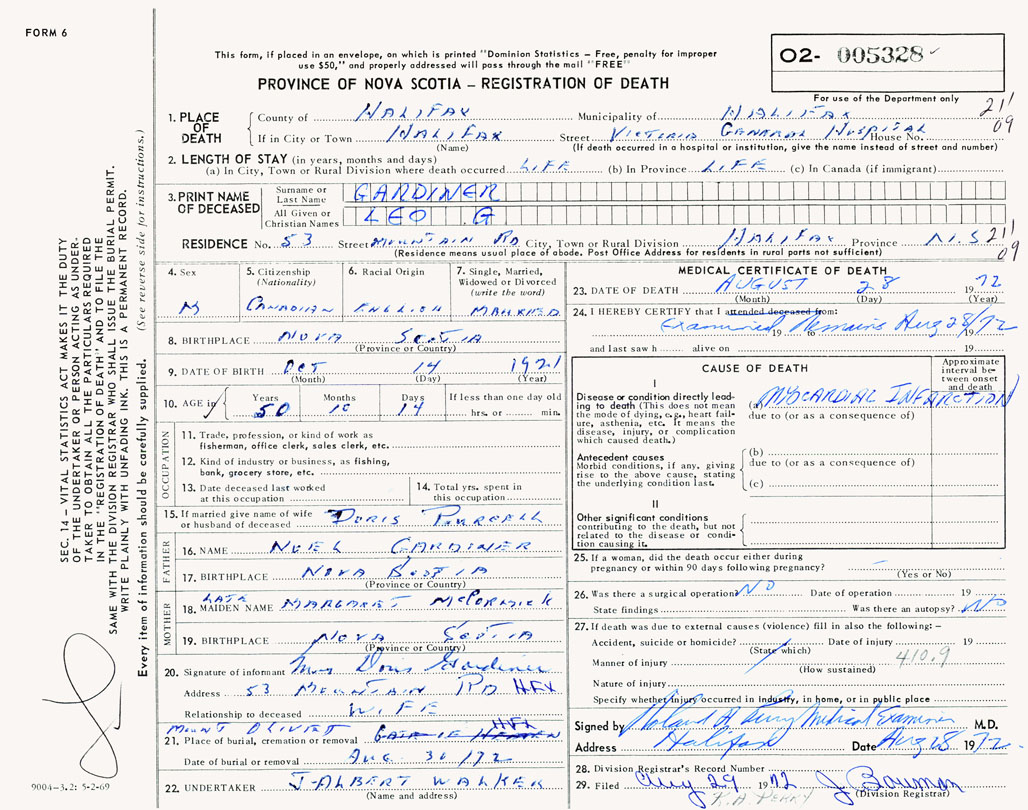 FORM 6
This form, if placed in an envelope, on which is printed "Dominion Statistics – Free, penalty for improper
use $50," and properly addressed will pass through the mail "FREE"
PROVINCE OF NOVA SCOTIA – REGISTRATION OF DEATH
O2- 005328
For use of the Department only
211
09
1. PLACE OF DEATH
County of HALIFAX Municipality of HALIFAX
If in City or Town HALIFAX Street VICTORIA GENARAL HOSPITAL House No.
(Name) (If death occurred in a hospital or institution, give the name instead of street and number)
2. LENGTH OF STAY (in years, months and days)
(a) In City, Town or Rural Division where death occurred LIFE (b) In Province LIFE (c) In Canada (if immigrant)
3. PRINT NAME OF DECEASED
Surname or Last Name GARDINER
All Given or Christian Names LEO G
RESIDENCE No. 53 Street MOUNTAIN RD City, Town or Rural Division HALIFAX Province N.S 211
09
(Residence means usual place of abode. Post Office Address for residents in rural parts not sufficient)
4. Sex
M
5. Citizenship
(Nationality)
CANADIAN
6. Racial Origin
ENGLISH
7. Single, Married,
Widowed or Divorced
(write the word)
MARRIED
8. BIRTHPLACE NOVA SCOTIA
(Province or Country)
9. DATE OF BIRTH OCT 14 1921
(Month) (Day) (Year)
10. AGE in
Years Months Days If less than one day old
50 10 14 hrs. or min.
OCCUPATION
11. Trade, profession, or kind of work as
fisherman, office clerk, sales clerk, etc.
12. Kind of industry or business, as fishing,
bank, grocery store, etc.
13. Date deceased last worked
at this occupation
14. Total yrs. spent in
this occupation
15. If married give name of wife
or husband of deceased DORIS PURCELL
FATHER
16. NAME NOEL GARDINER
17. BIRTHPLACE NOVA SCOTIA
(Province or Country)
MOTHER
LATE
18. MAIDEN NAME MARGARET McCORMICK
19. BIRTHPLACE NOVA SCOTIA
(Province or Country)
20. Signature of informant Mrs Doris Gardiner
Address 53 MOUNTAIN RD HFX
Relationship to deceased WIFE
MOUNT OLIVETT HFX
21. Place of burial, cremation or removal
Date of burial or removal AUG 30/72
22. UNDERTAKER J-ALBERT WALKER
(Name and address)
MEDICAL CERTIFICATE OF DEATH
23. DATE OF DEATH AUGUST 28 1972
(Month) (Day) (Year)
24. I HEREBY CERTIFY that I attended deceased from:
Examined Remains Aug 28/72
19 19
and last saw h alive on 19
CAUSE OF DEATH
Approximate
interval be-
tween onset
and death
I
Disease or condition directly lead-
ing to death (This does not mean
the mode of dying, e.g., heart fail-
ure, asthenia, etc. It means the
disease, injury, or complication
which caused death.)
(a) MYOCARDIAL INFARCTION
due to (or as a consequence of)
Antecedent causes
Morbid conditions, if any, giving
rise to the above cause, stating
the underlying condition last.
(b)
due to (or as a consequence of)
(c)
II
Other significant conditions
contributing to the death, but not
related to the disease or condi-
tion causing it.
25. If a woman, did the death occur either during
pregnancy or within 90 days following pregnancy? –
(Yes or No)
26. Was there a surgical operation NO Date of operation 19
State findings Was there an autopsy? NO
27. If death was due to external causes (violence) fill in also the following: –
Accident, suicide or homicide? Date of injury 19
(State which)
Manner of injury 410.9
(How sustained)
Nature of injury
Specify whether injury occurred in industry, in home, or in public place
Signed by Roland A Perry Medical Examiner M.D.
Address Halifax Date Aug 28 1972
28. Division Registrar's Record Number
29. Filed Aug 29 1972 J. Bauman
(Division Registrar)
R.A. PERRY
SEC. 14 – VITAL STATISTICS ACT MAKES IT THE DUTY
OF THE UNDERTAKER OR PERSON ACTING AS UNDER-
TAKER TO OBTAIN ALL THE PARTICULARS REQUIRED
IN THE "REGISTRATION OF DEATH" AND TO FILE THE
SAME WITH THE DIVISION REGISTRAR WHO SHALL ISSUE THE BURIAL PERMIT.
WRITE PLAINLY WITH UNFADING INK. THIS IS A PERMANENT RECORD.
Every item of information should be carefully supplied. (See reverse side for instructions.)
9004–3.2: 5-2-69